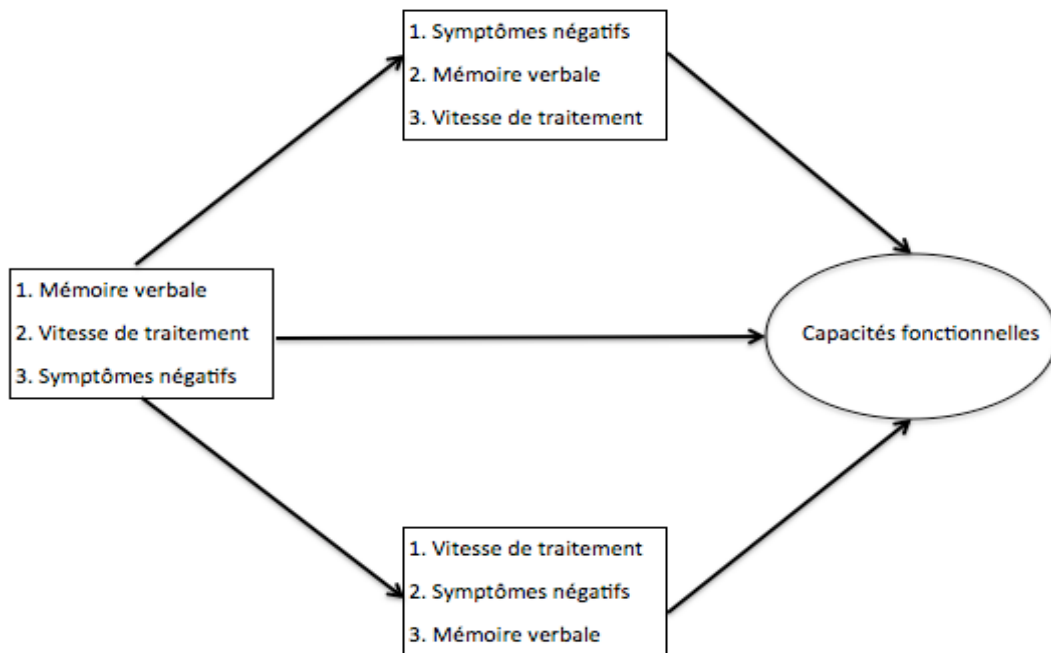 1. Symptômes négatifs
2. Mémoire verbale
3. Vitesse de traitement
1. Mémoire verbale
2. Vitesse de traitement
3. Symptômes négatifs
Capacités fonctionnelles
1. Vitesse de traitement
2. Symptômes négatifs
3. Mémoire verbale